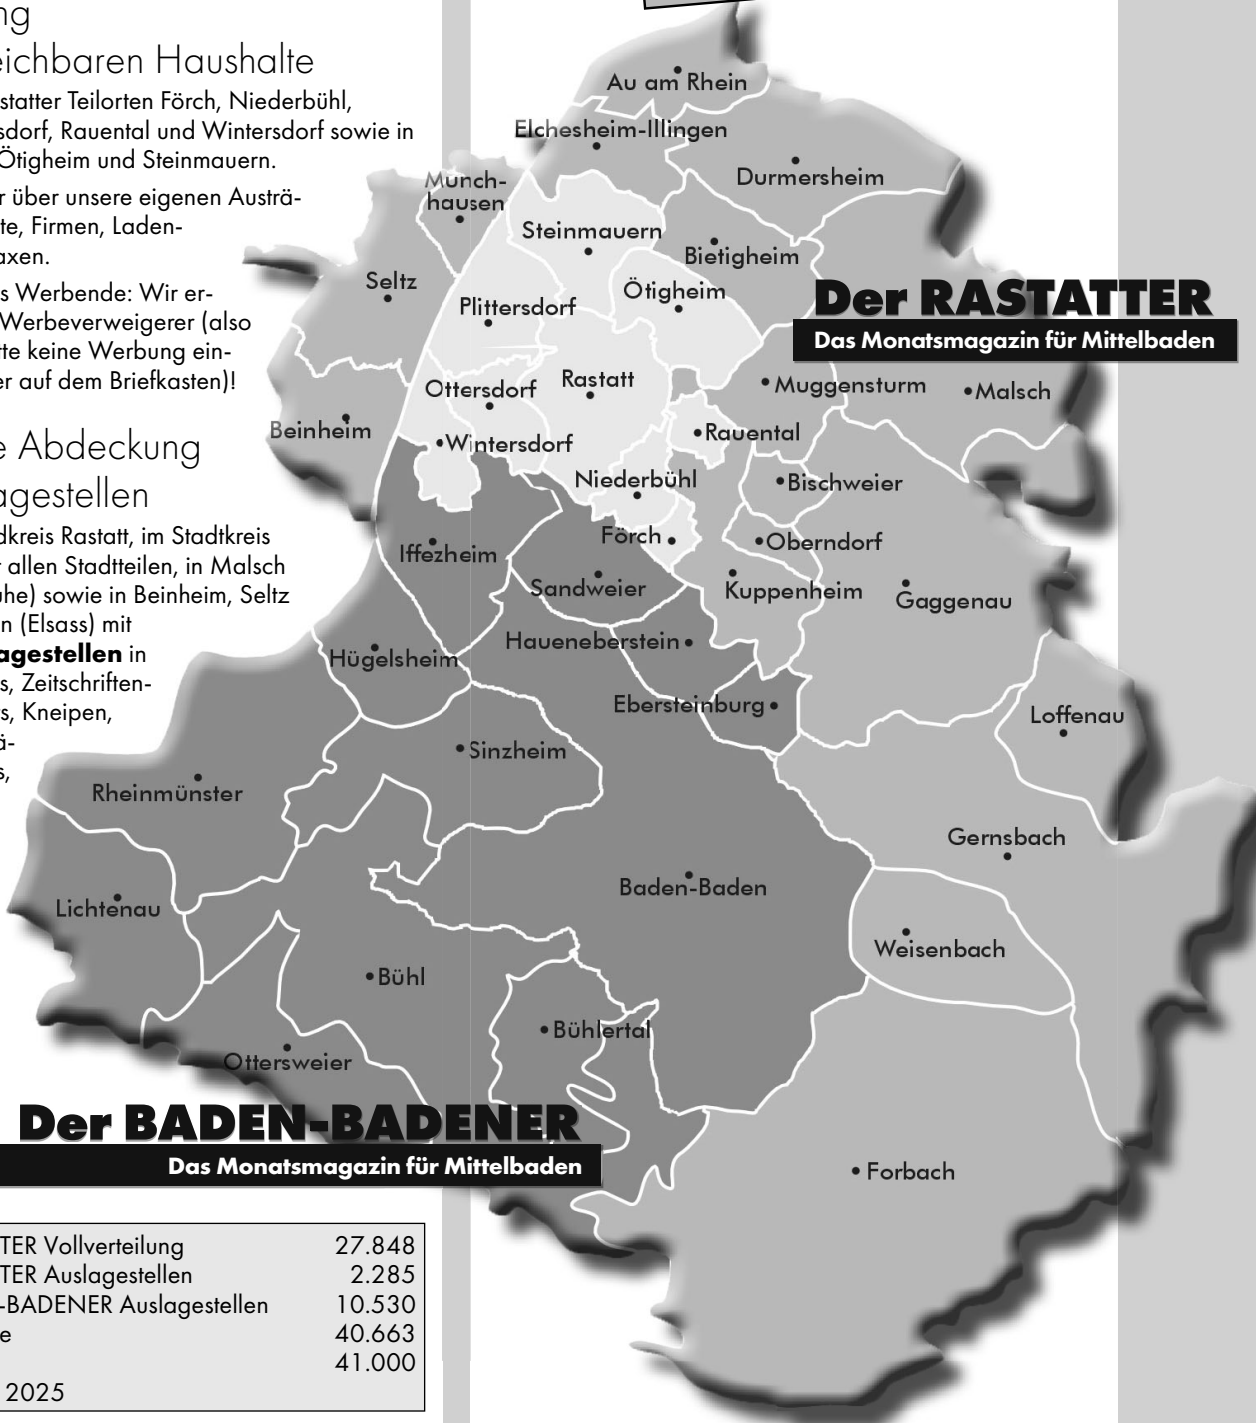 ng
eichbaren Haushalte
statter Teilorten Förch, Niederbühl,
sdorf, Rauental und Wintersdorf sowie in
Ötigheim und Steinmauern.
r über unsere eigenen Austrä-
te, Firmen, Laden-
axen.
s Werbende: Wir er-
Werbeverweigerer (also
tte keine Werbung ein-
er auf dem Briefkasten)!
e Abdeckung
agestellen
dkreis Rastatt, im Stadtkreis
t allen Stadtteilen, in Malsch
uhe) sowie in Beinheim, Seltz
n (Elsass) mit
agestellen in
s, Zeitschriften-
s, Kneipen,
ä-
s,
Au am Rhein
Elchesheim-Illingen
Durmersheim
Münch-
hausen
Steinmauern
Bietigheim
Seltz
Ötigheim
Plittersdorf
Der RASTATTER
Das Monatsmagazin für Mittelbaden
Ottersdorf
Rastatt
Muggensturm
Malsch
Beinheim
Wintersdorf
Rauental
Niederbühl
Bischweier
Iffezheim
Förch
Oberndorf
Sandweier
Kuppenheim
Gaggenau
Haueneberstein
Hügelsheim
Ebersteinburg
Loffenau
Sinzheim
Rheinmünster
Gernsbach
Baden-Baden
Lichtenau
Weisenbach
Bühl
Bühlertal
Ottersweier
Der BADEN-BADENER
Das Monatsmagazin für Mittelbaden
Forbach
TER Vollverteilung 27.848
TER Auslagestellen 2.285
-BADENER Auslagestellen 10.530
e 40.663
41.000
2025